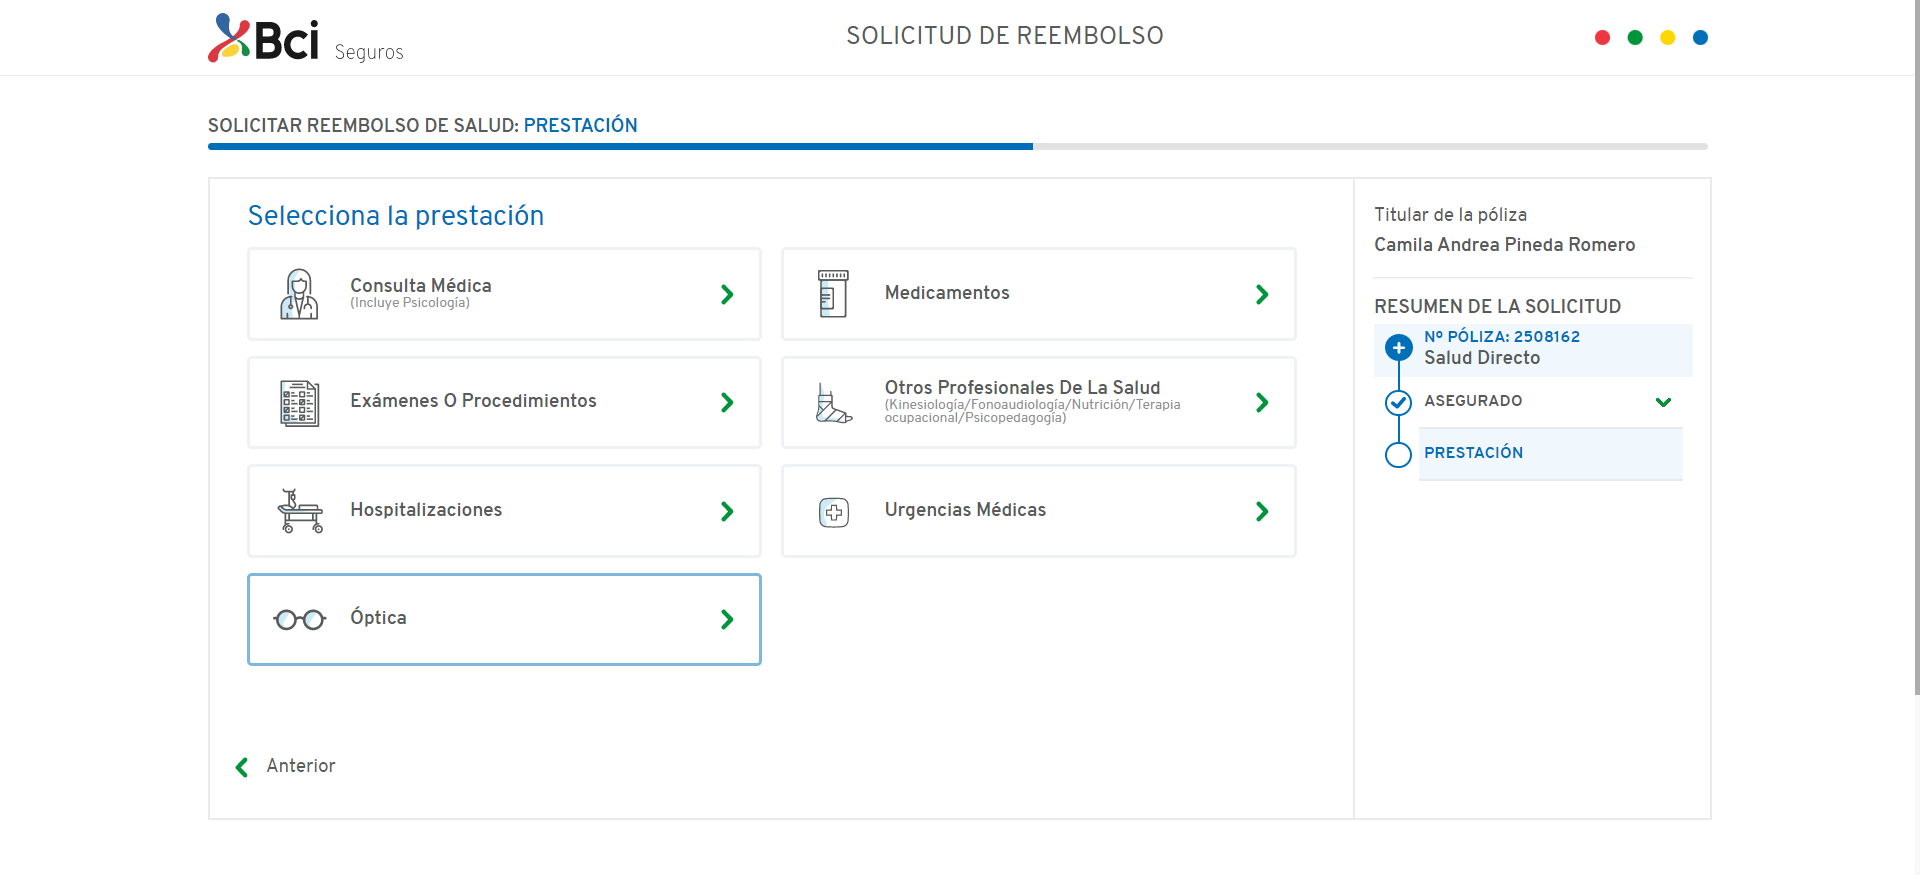 Bci Seguros
SOLICITUD DE REEMBOLSO
SOLICITAR REEMBOLSO DE SALUD: PRESTACIÓN
Selecciona la prestación
Consulta Médica
(Incluye Psicología)
Medicamentos
Exámenes O Procedimientos
Otros Profesionales De La Salud
(Kinesiología/Fonoaudiología/Nutrición/Terapia
ocupacional/Psicopedagogía)
Hospitalizaciones
Urgencias Médicas
Óptica
Anterior
Titular de la póliza
Camila Andrea Pineda Romero
RESUMEN DE LA SOLICITUD
Nº PÓLIZA: 2508162
Salud Directo
ASEGURADO
PRESTACIÓN